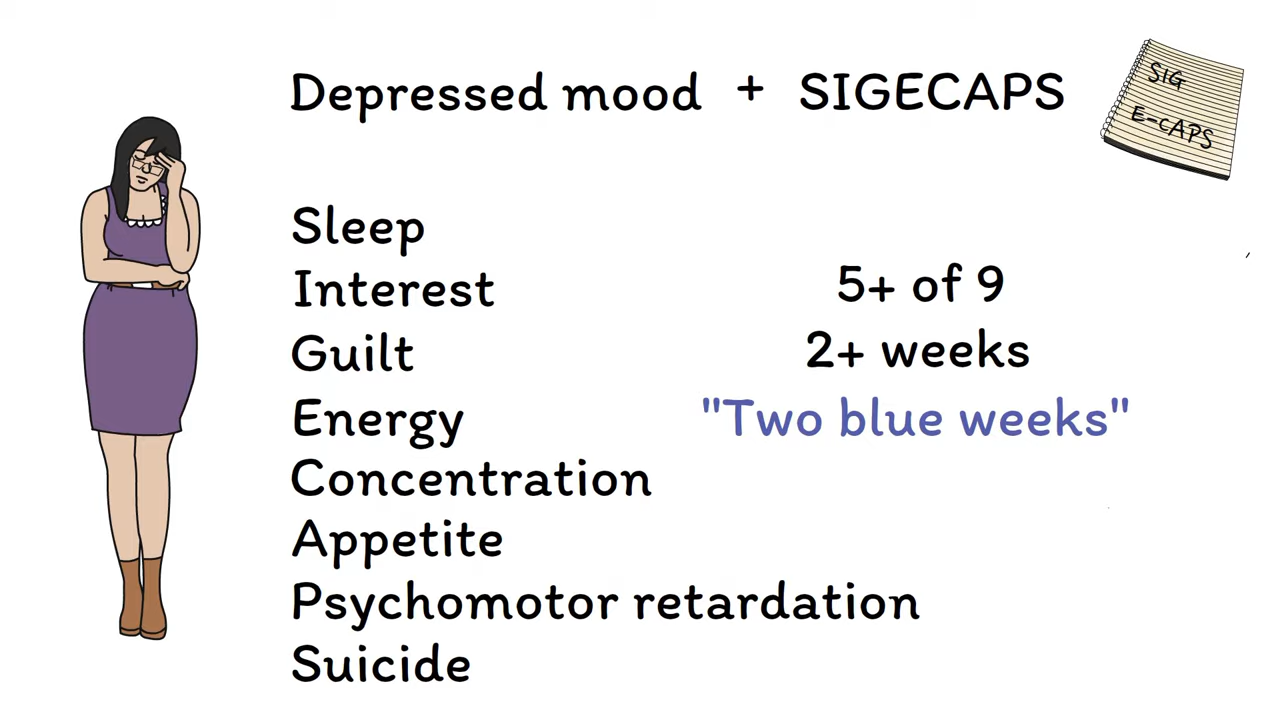 Depressed mood + SIGECAPS
SIG
E-CAPS
Sleep
Interest
Guilt
Energy
Concentration
Appetite
Psychomotor retardation
Suicide
5+ of 9
2+ weeks
"Two blue weeks"